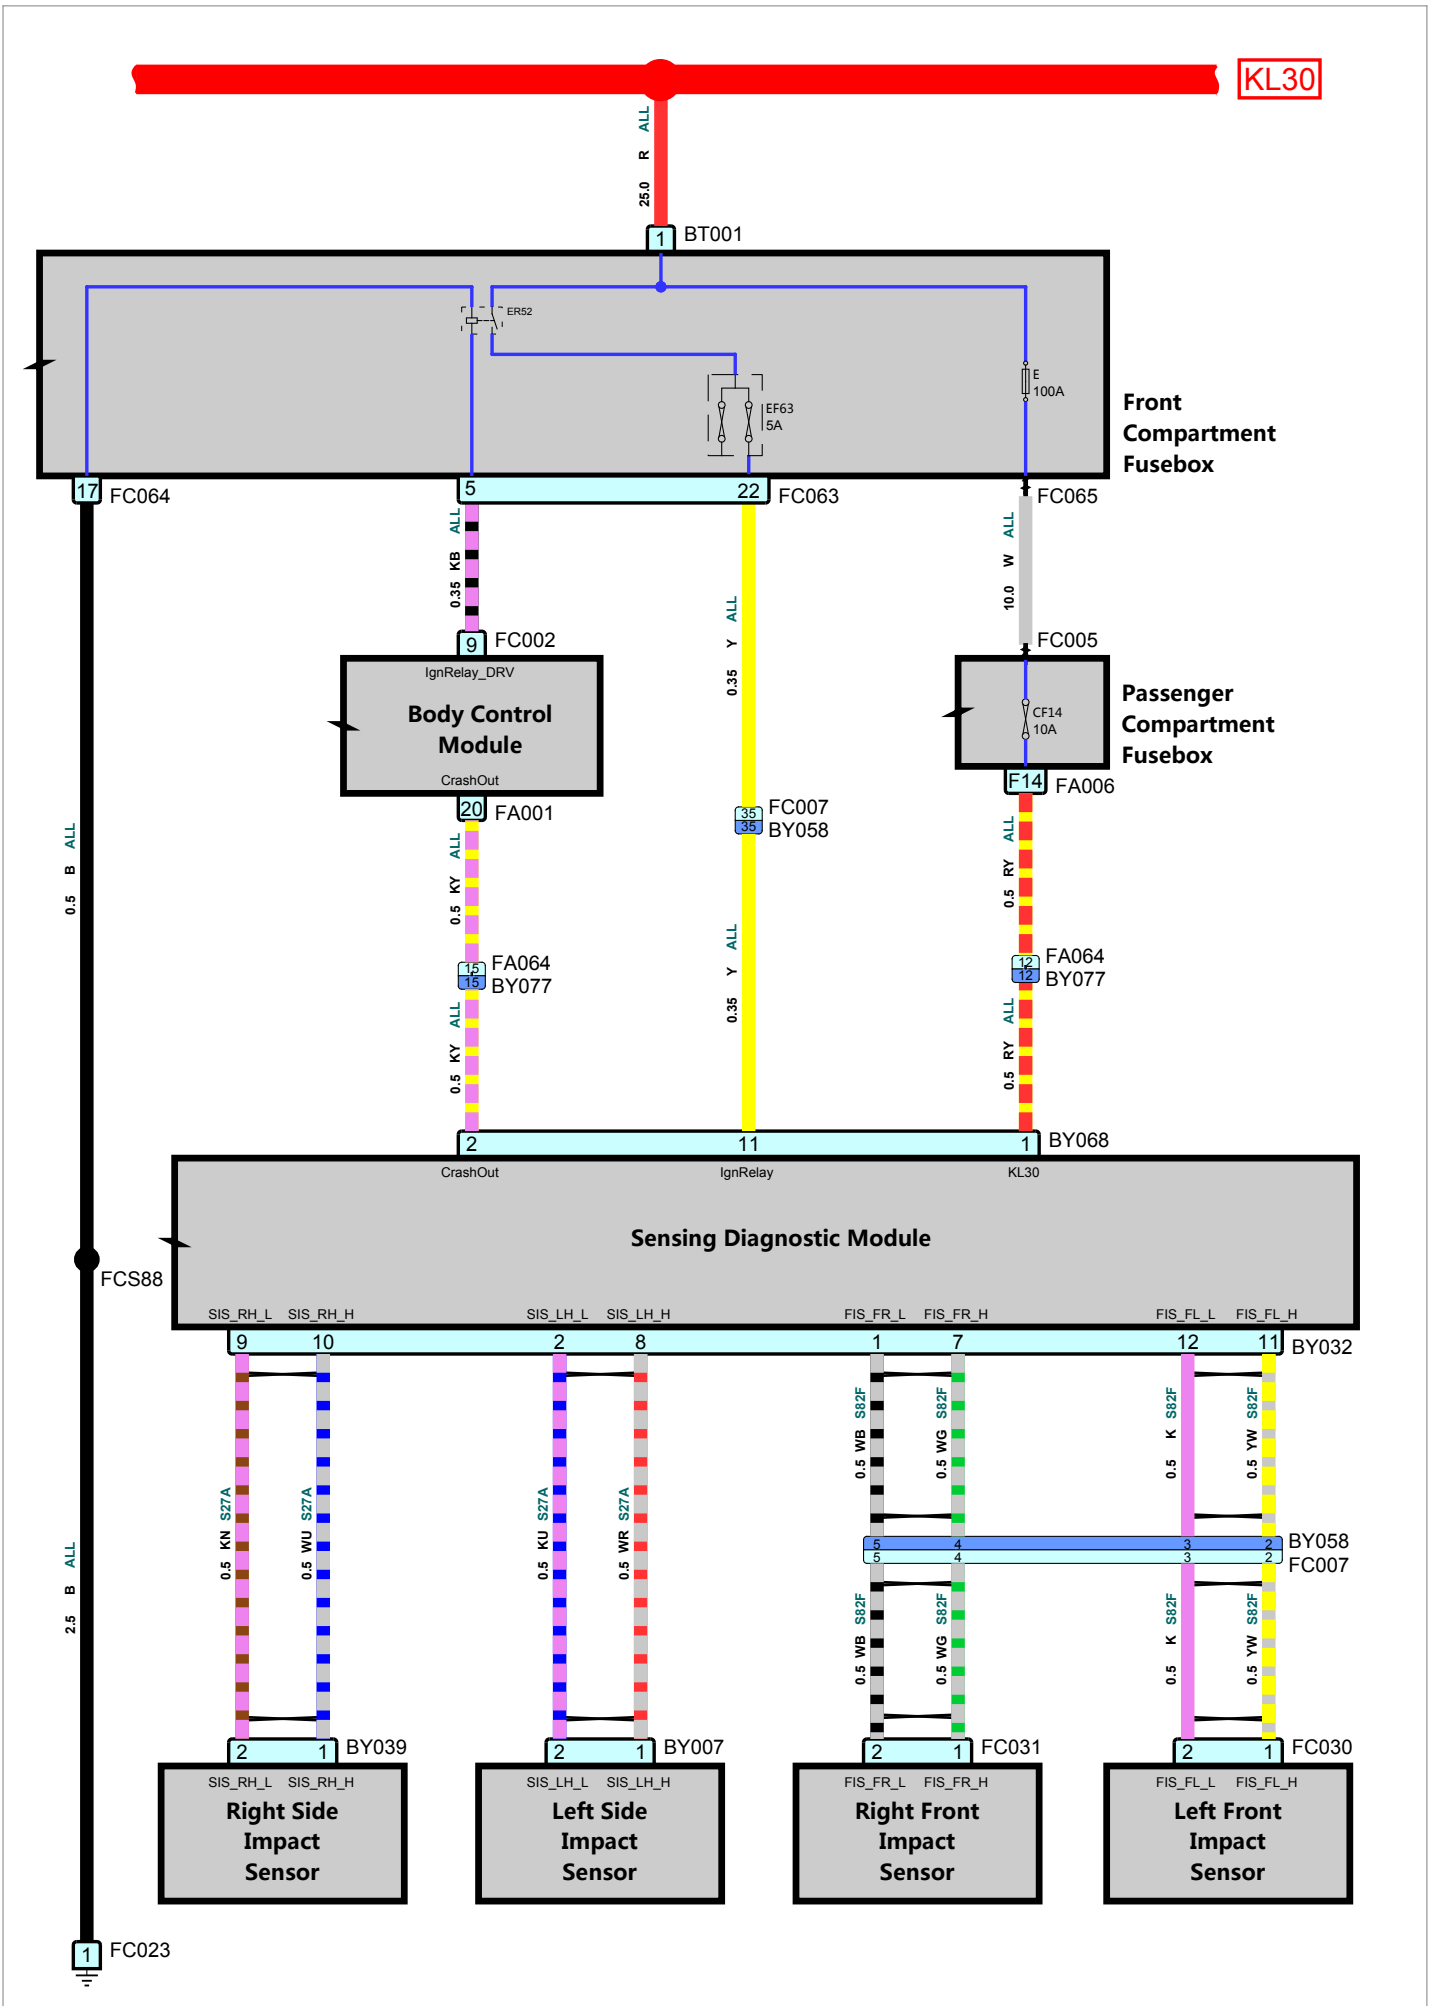 KL30
25.0 R ALL
1 BT001
ER52
E
100A
EF63
5A
Front
Compartment
Fusebox
17 FC064
5 22 FC063
FC065
0.35 KB ALL
0.35 Y ALL
10.0 W ALL
9 FC002
FC005
IgnRelay_DRV
Body Control
Module
CrashOut
CF14
10A
Passenger
Compartment
Fusebox
20 FA001
F14 FA006
35 FC007
35 BY058
0.5 B ALL
0.5 KY ALL
0.5 RY ALL
15 FA064
15 BY077
12 FA064
12 BY077
0.5 KY ALL
0.35 Y ALL
0.5 RY ALL
2 11 1 BY068
CrashOut IgnRelay KL30
Sensing Diagnostic Module
FCS88
SIS_RH_L SIS_RH_H SIS_LH_L SIS_LH_H FIS_FR_L FIS_FR_H FIS_FL_L FIS_FL_H
9 10 2 8 1 7 12 11 BY032
0.5 KN S27A
0.5 WU S27A
0.5 KU S27A
0.5 WR S27A
0.5 WB S82F
0.5 WG S82F
0.5 K S82F
0.5 YW S82F
5 4 3 2 BY058
5 4 3 2 FC007
2.5 B ALL
0.5 WB S82F
0.5 WG S82F
0.5 K S82F
0.5 YW S82F
2 1 BY039
2 1 BY007
2 1 FC031
2 1 FC030
SIS_RH_L SIS_RH_H
Right Side
Impact
Sensor
SIS_LH_L SIS_LH_H
Left Side
Impact
Sensor
FIS_FR_L FIS_FR_H
Right Front
Impact
Sensor
FIS_FL_L FIS_FL_H
Left Front
Impact
Sensor
1 FC023